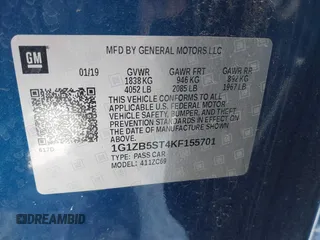 GM
MFD BY GENERAL MOTORS LLC
01/19 GVWR GAWR FRT GAWR RR
1838 KG 946 KG 892 KG
4052 LB 2085 LB 1967 LB
THIS VEHICLE CONFORMS TO ALL APPLICABLE
U.S. FEDERAL MOTOR VEHICLE SAFETY, BUMPER, AND THEFT
PREVENTION STANDARDS IN EFFECT ON THE DATE OF
MANUFACTURE SHOWN ABOVE.
1G1ZB5ST4KF155701
TYPE: PASS CAR
MODEL: 411ZC69
DREAMBID